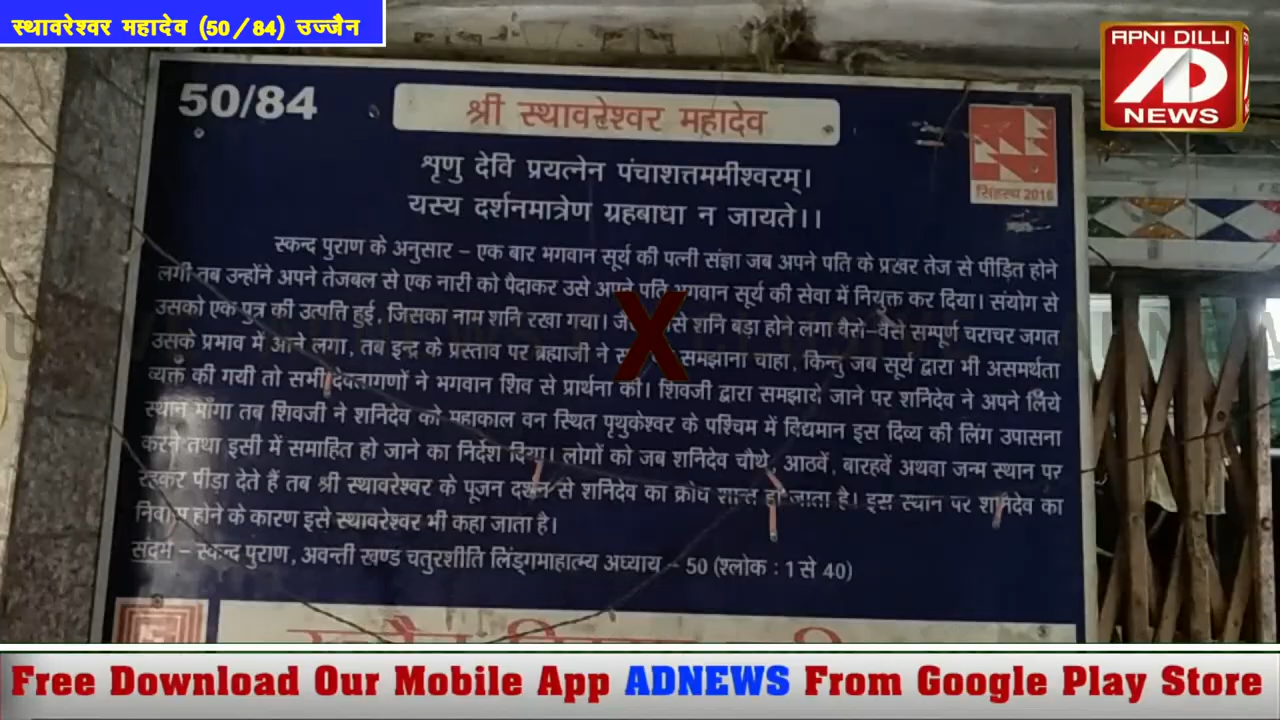 स्थावरेश्वर महादेव (50/84) उज्जैन
APNI DILLI
AD
NEWS
50/84
श्री स्थावरेश्वर महादेव
सिंहस्थ 2016
श्रृणु देवि प्रयत्नेन पंचाशत्तममीश्वरम्।
यस्य दर्शनमात्रेण ग्रहबाधा न जायते।।
स्कन्द पुराण के अनुसार – एक बार भगवान सूर्य की पत्नी संज्ञा जब अपने पति के प्रखर तेज से पीड़ित होने
लगी तब उन्होंने अपने तेजबल से एक नारी को पैदाकर उसे अपने पति भगवान सूर्य की सेवा में नियुक्त कर दिया। संयोग से
उसको एक पुत्र की उत्पत्ति हुई, जिसका नाम शनि रखा गया। शनि बड़ा होने लगा वैसे-वैसे सम्पूर्ण चराचर जगत
उसके प्रभाव में आने लगा, तब इन्द्र के प्रस्ताव पर ब्रह्माजी ने समझाना चाहा, किन्तु जब सूर्य द्वारा भी असमर्थता
व्यक्त की गयी तो सभी देवतागणों ने भगवान शिव से प्रार्थना की। शिवजी द्वारा समझाये जाने पर शनिदेव ने अपने लिये
स्थान मांगा तब शिवजी ने शनिदेव को महाकाल वन स्थित पृथुकेश्वर के पश्चिम में विद्यमान इस दिव्य की लिंग उपासना
करने तथा इसी में समाहित हो जाने का निर्देश दिया। लोगों को जब शनिदेव चौथे, आठवें, बारहवें अथवा जन्म स्थान पर
रहकर पीड़ा देते हैं तब श्री स्थावरेश्वर के पूजन दर्शन से शनिदेव का क्रोध शान्त हो जाता है। इस स्थान पर शनिदेव का
निवास होने के कारण इसे स्थावरेश्वर भी कहा जाता है।
संदर्भ – स्कन्द पुराण, अवन्ती खण्ड चतुरशीति लिंड्गमाहात्म्य अध्याय – 50 (श्लोक : 1 से 40)
Free Download Our Mobile App ADNEWS From Google Play Store